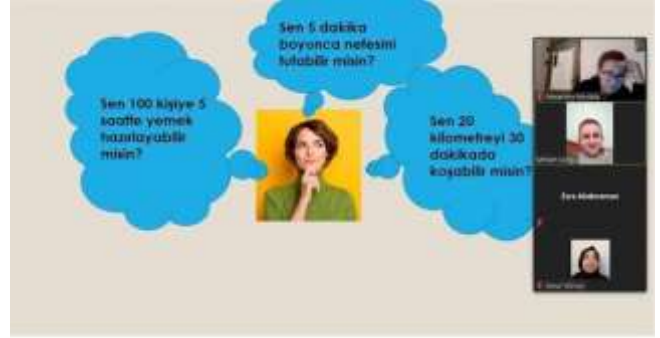 Sen 5 dakika
boyonca nefesini
tutabilir misin?
Sen 100 kişiye 5
saatte yemek
hazırlayabilir
misin?
Sen 20
kilometreyi 30
dakikada
koşabilir misin?